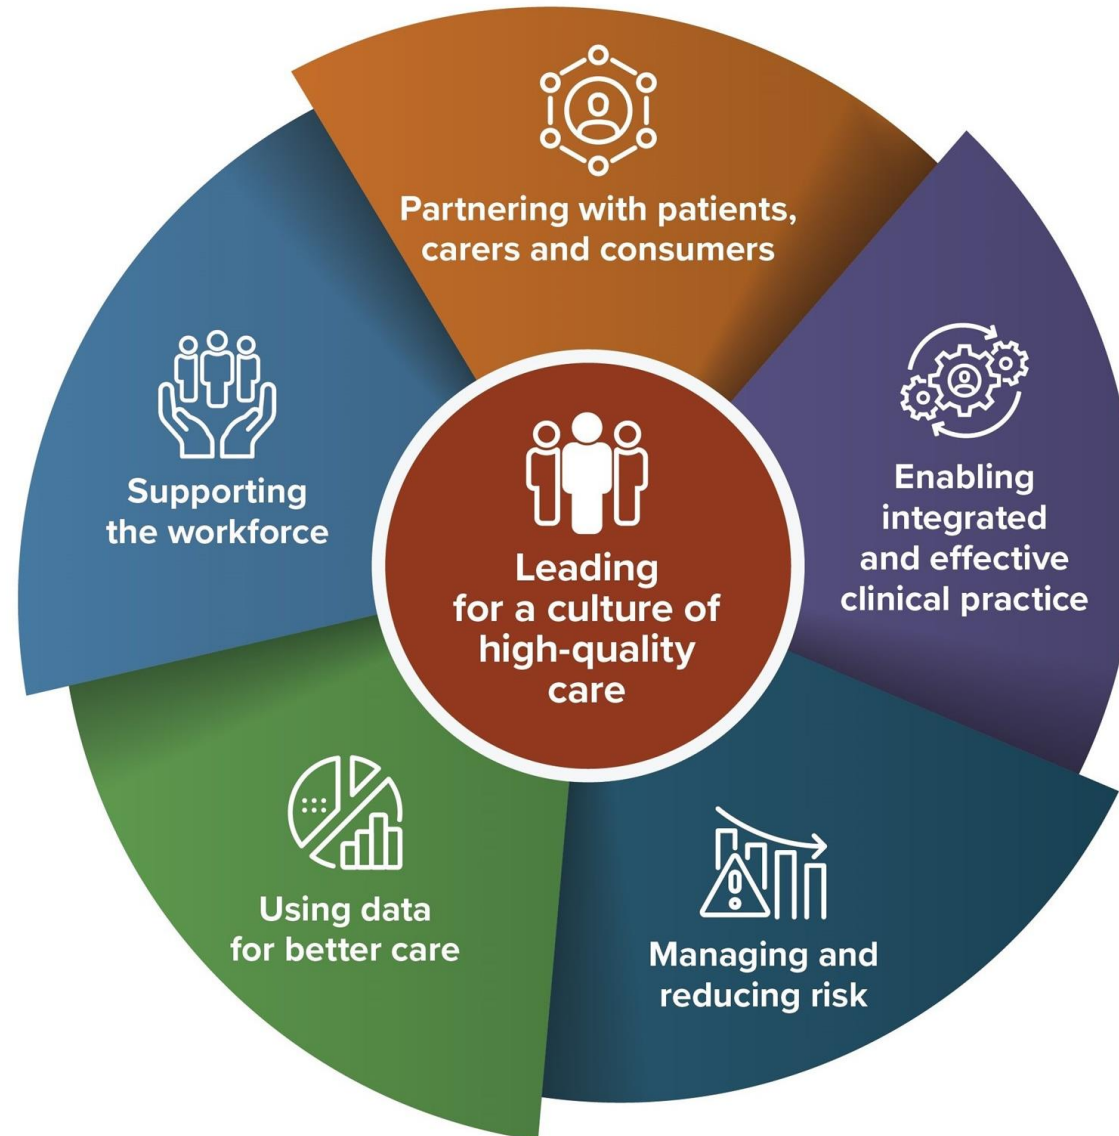 Partnering with patients,
carers and consumers
Enabling
integrated
and effective
clinical practice
Managing and
reducing risk
Using data
for better care
Supporting
the workforce
Leading
for a culture of
high-quality
care